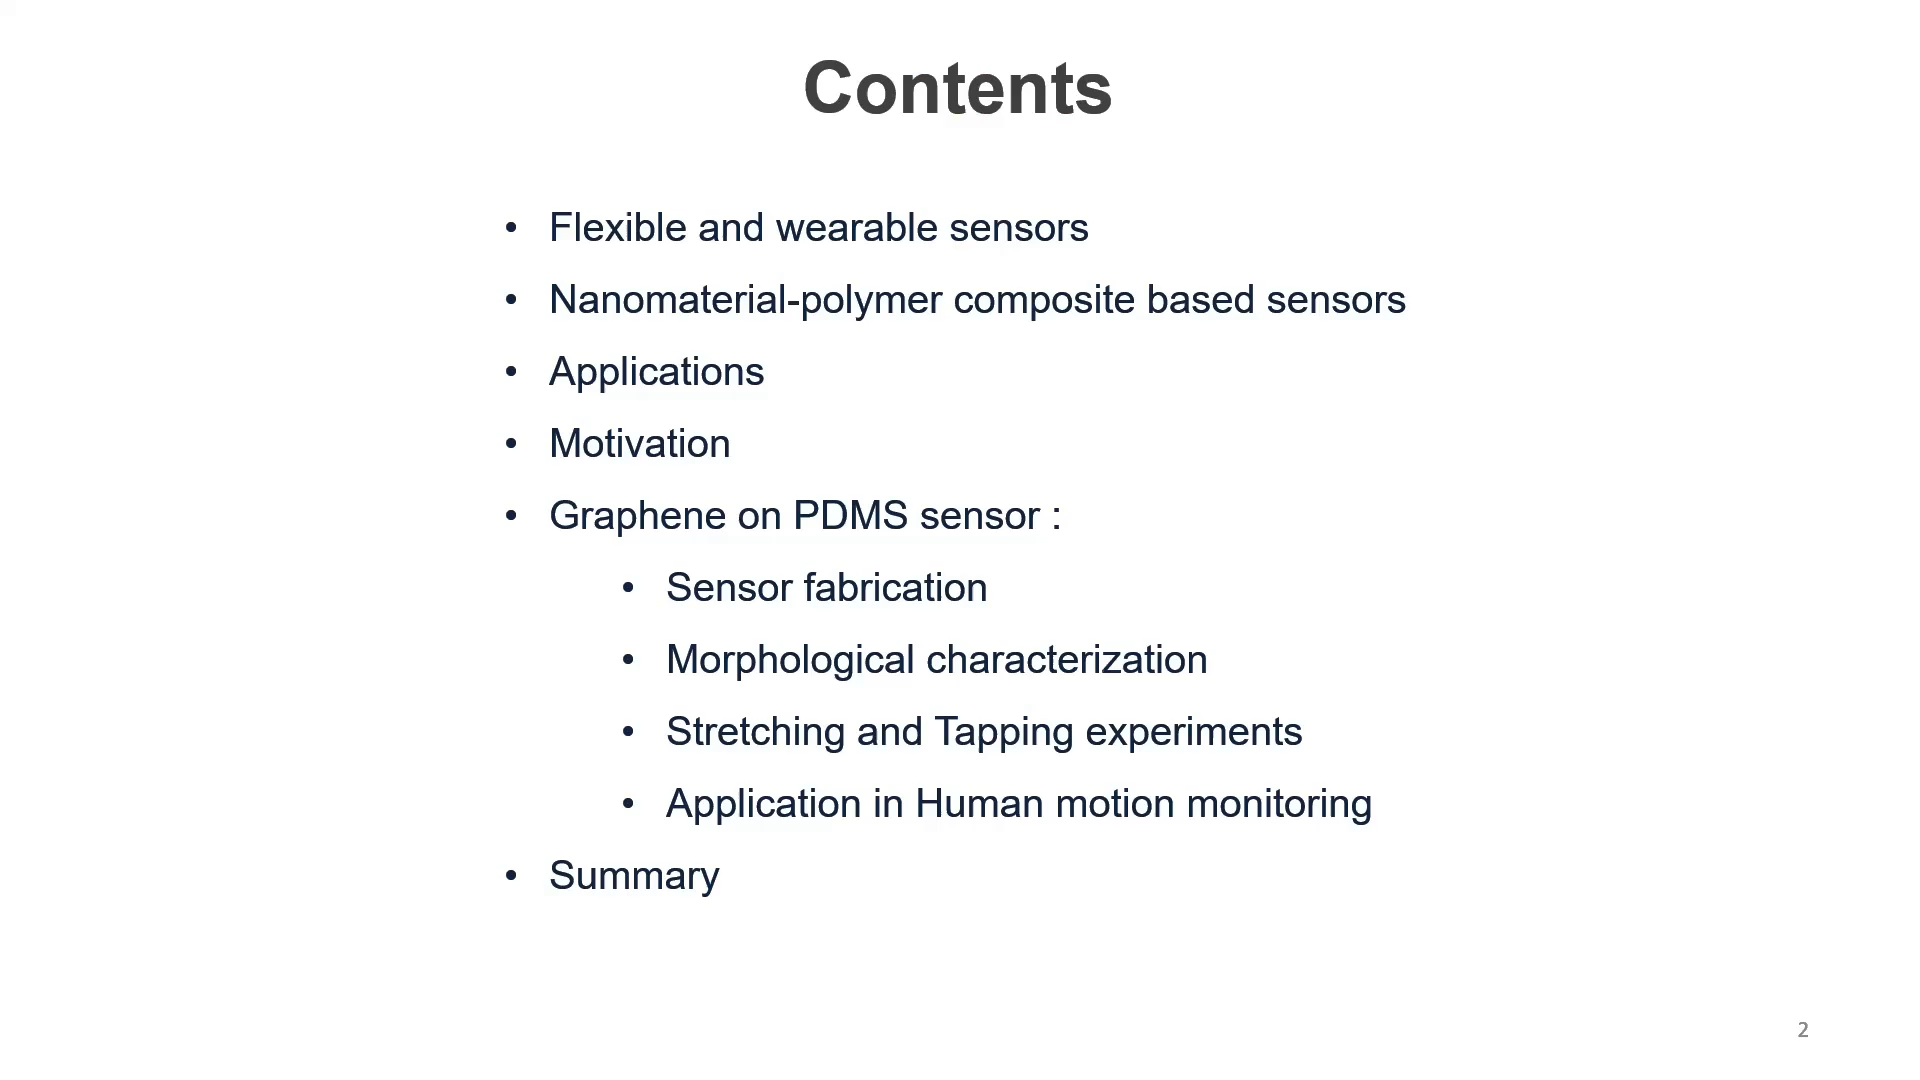 Contents
• Flexible and wearable sensors
• Nanomaterial-polymer composite based sensors
• Applications
• Motivation
• Graphene on PDMS sensor :
• Sensor fabrication
• Morphological characterization
• Stretching and Tapping experiments
• Application in Human motion monitoring
• Summary
2